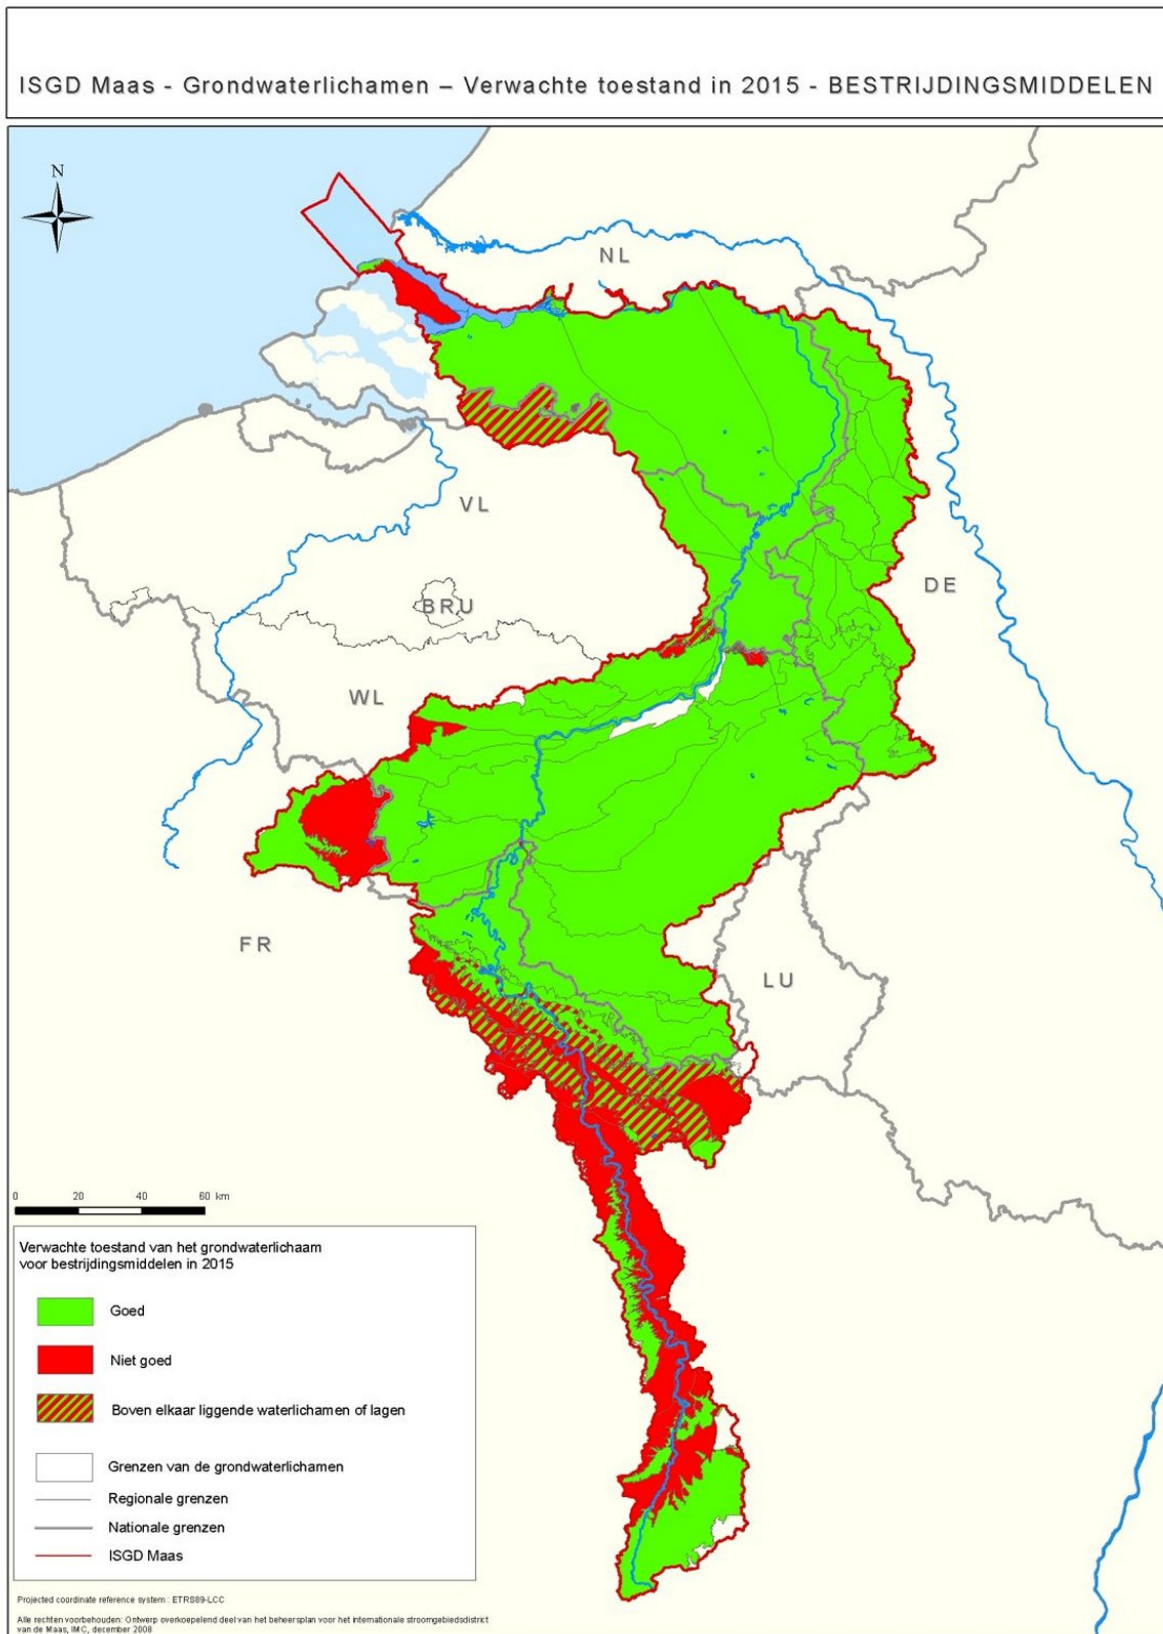 ISGD Maas - Grondwaterlichamen – Verwachte toestand in 2015 - BESTRIJDINGSMIDDELEN
N
NL
VL
BRU
DE
WL
FR
LU
0 20 40 60 km
Verwachte toestand van het grondwaterlichaam
voor bestrijdingsmiddelen in 2015
Goed
Niet goed
Boven elkaar liggende waterlichamen of lagen
Grenzen van de grondwaterlichamen
Regionale grenzen
Nationale grenzen
ISGD Maas
Projected coordinate reference system : ETRS89-LCC
Alle rechten voorbehouden: Ontwerp overkoepelend deel van het beheersplan voor het internationale stroomgebiedsdistrict
van de Maas, IMC, december 2008